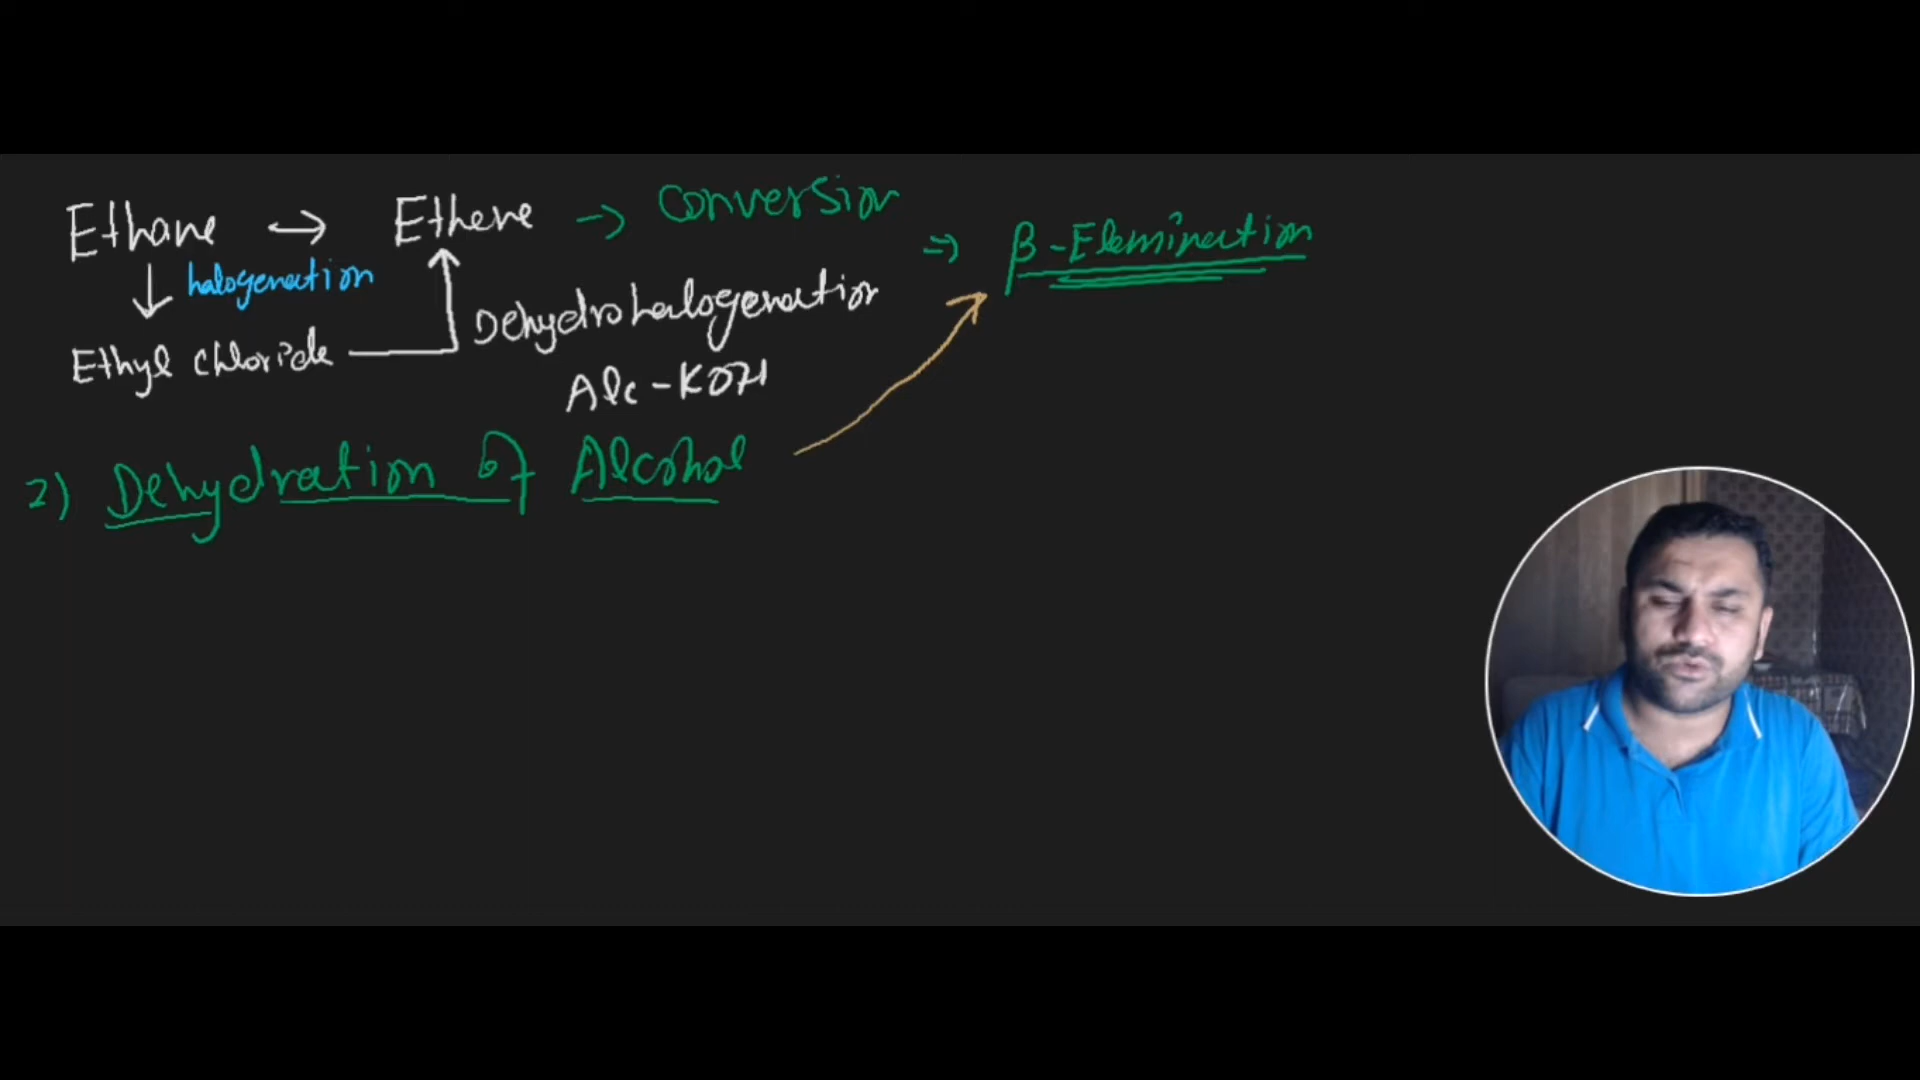 Ethane → Ethene → Conversion
⇒ β-Elemination
↓ halogenation
Dehydrohalogenation
Ethyl chloride
Alc-KOH
2) Dehydration of Alcohol